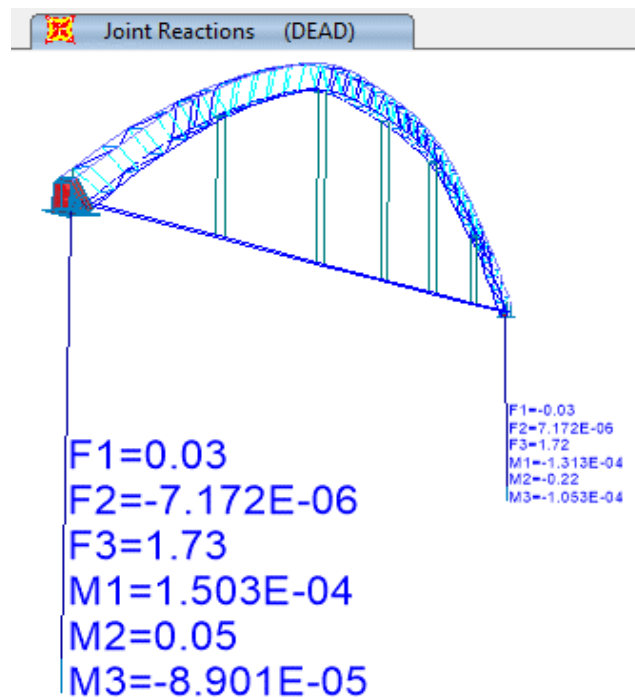 Joint Reactions (DEAD)
F1=0.03
F2=-7.172E-06
F3=1.73
M1=1.503E-04
M2=0.05
M3=-8.901E-05
F1=-0.03
F2=7.172E-06
F3=1.72
M1=-1.313E-04
M2=-0.22
M3=-1.053E-04